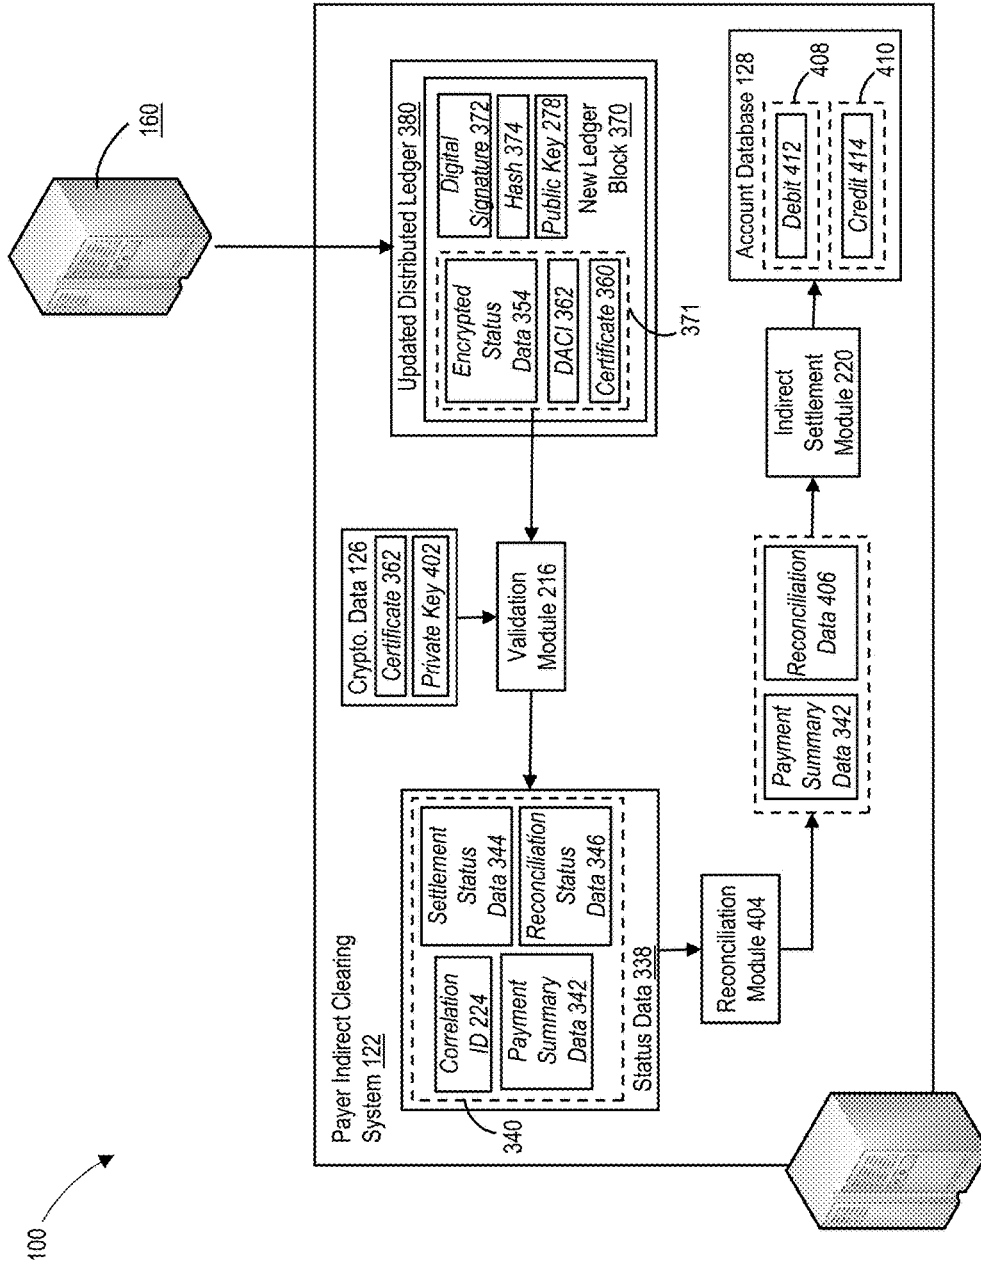 100
160
Payer Indirect Clearing
System 122
Updated Distributed Ledger 380
Encrypted
Status
Data 354
DACI 362
Certificate 360
Digital
Signature 372
Hash 374
Public Key 278
New Ledger
Block 370
371
Crypto. Data 126
Certificate 362
Private Key 402
Validation
Module 216
Correlation
ID 224
Payment
Summary
Data 342
Settlement
Status
Data 344
Reconciliation
Status
Data 346
340
Status Data 338
Reconciliation
Module 404
Payment
Summary
Data 342
Reconciliation
Data 406
Indirect
Settlement
Module 220
Account Database 128
Debit 412
408
Credit 414
410